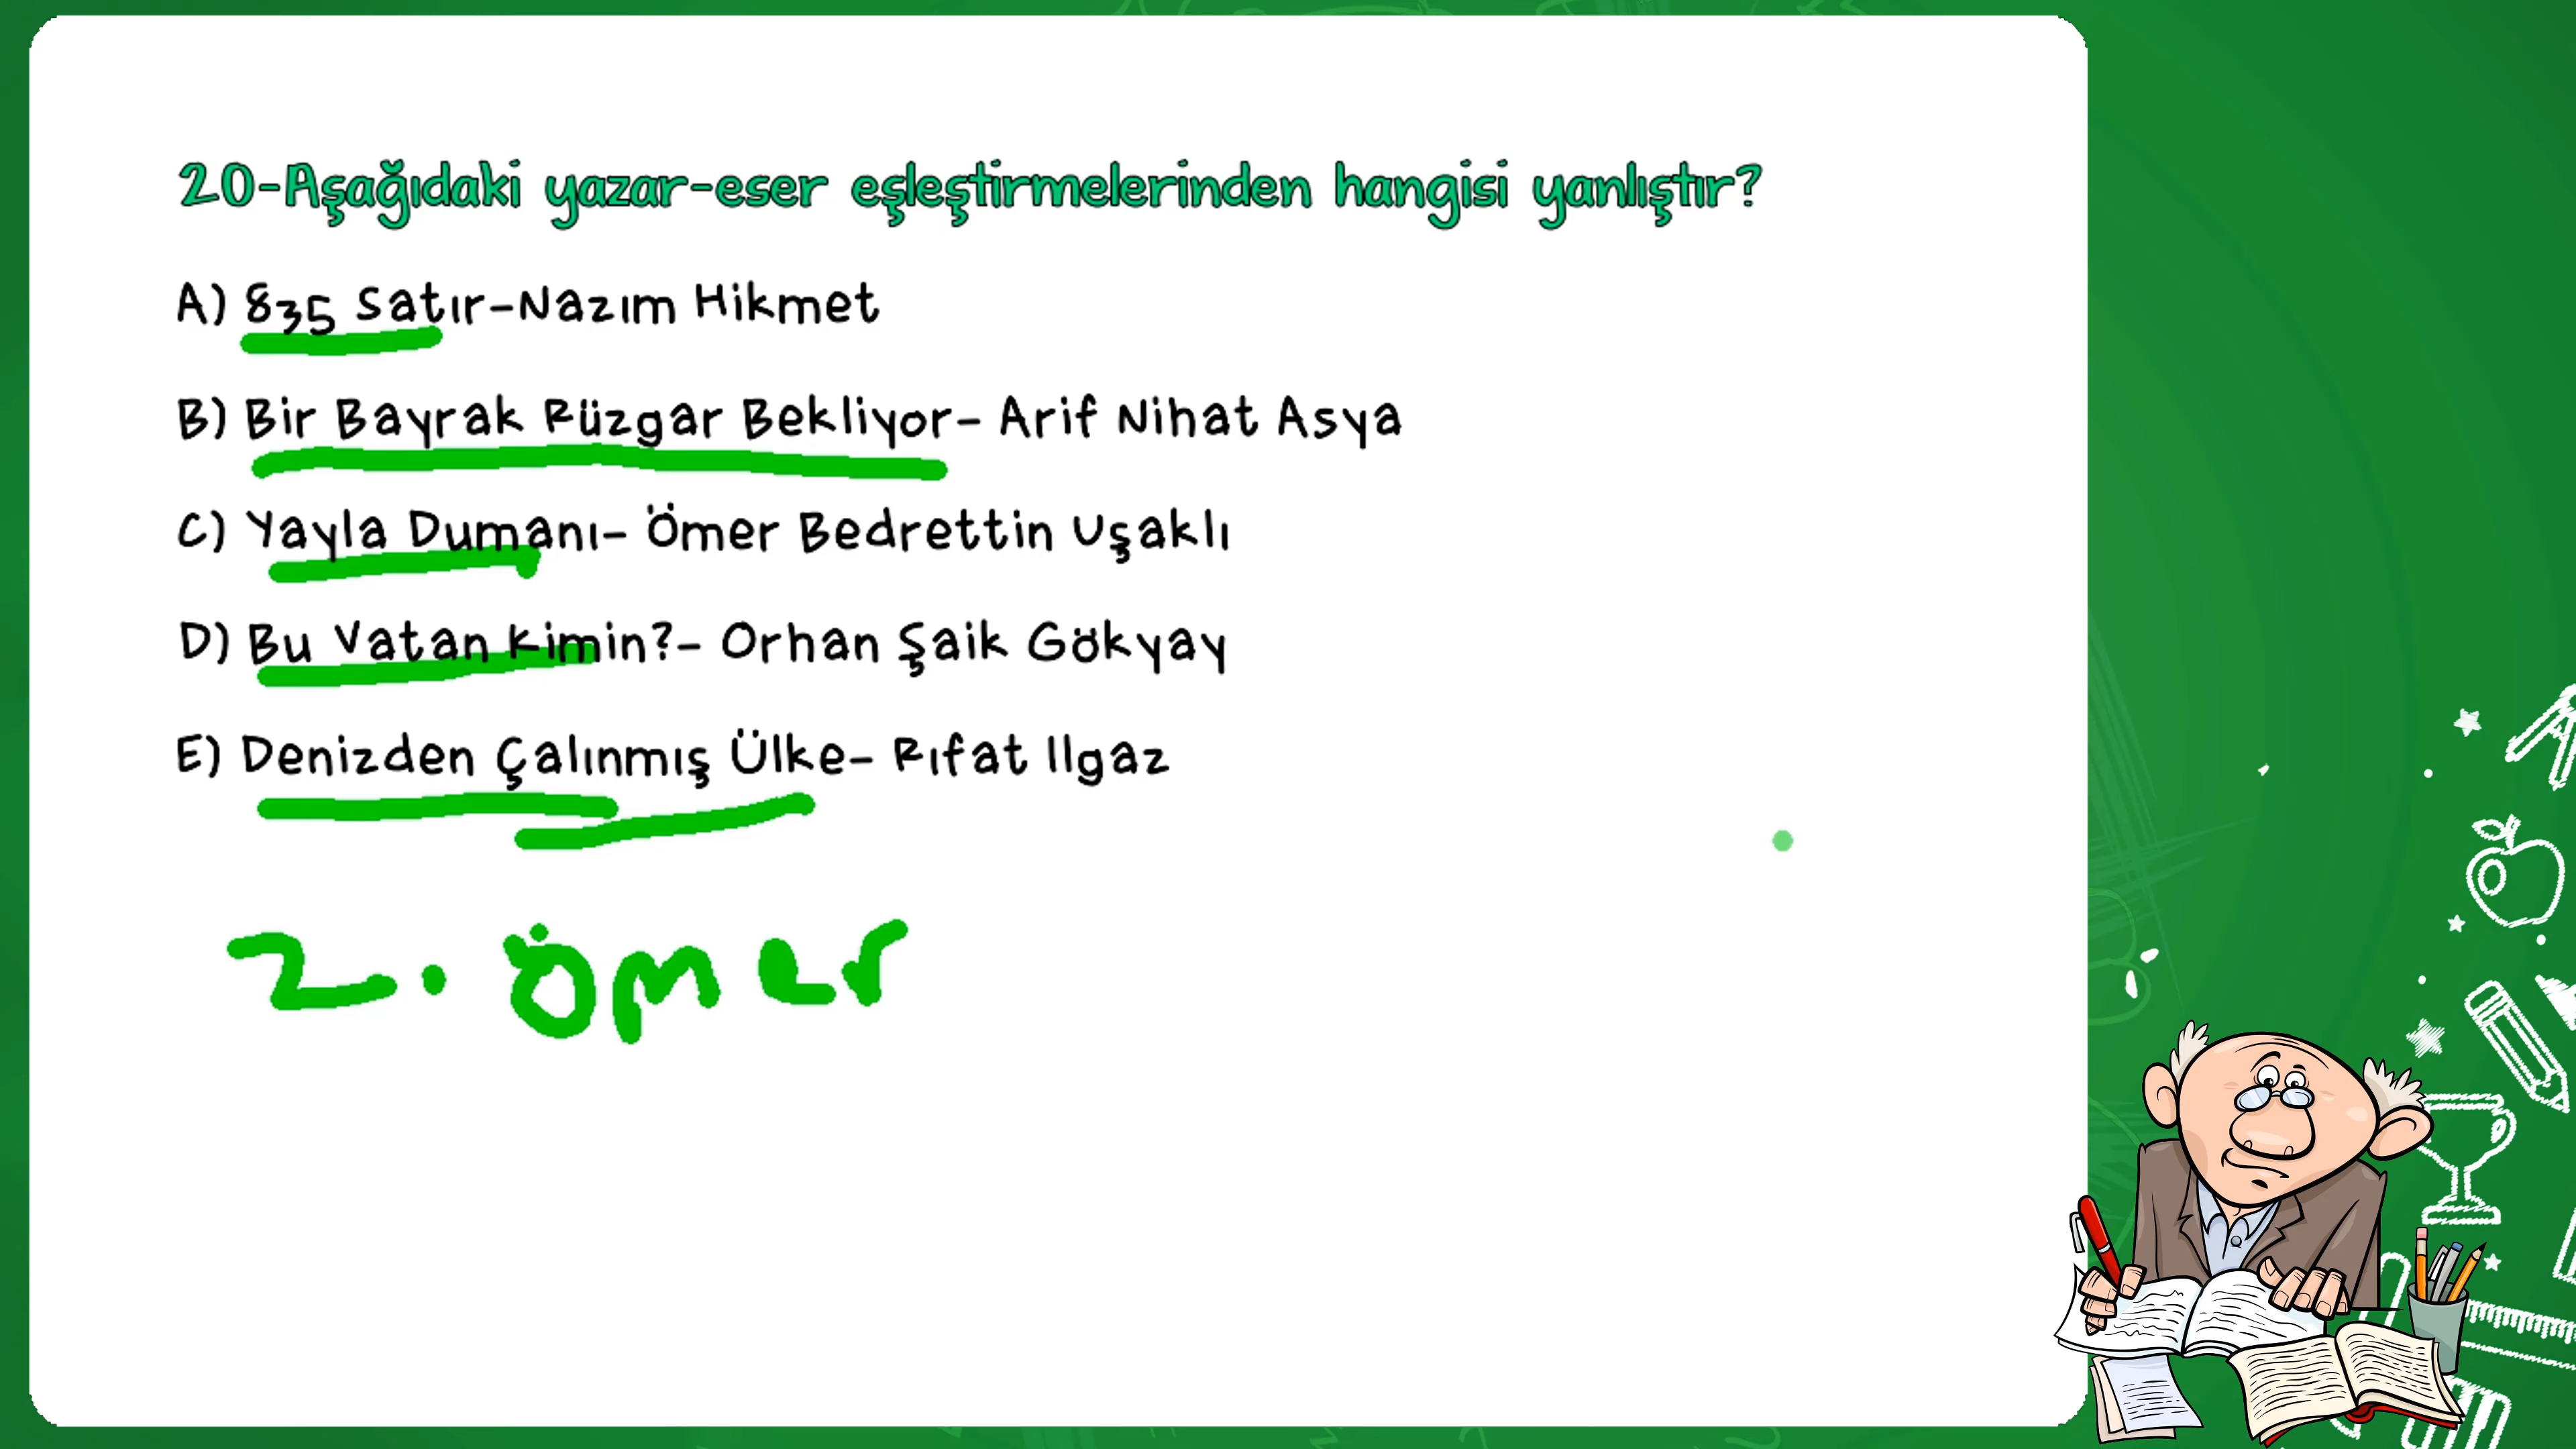 20-Aşağıdaki yazar-eser eşleştirmelerinden hangisi yanlıştır?
A) 835 Satır-Nazım Hikmet
B) Bir Bayrak Rüzgar Bekliyor- Arif Nihat Asya
C) Yayla Dumanı- Ömer Bedrettin Uşaklı
D) Bu Vatan Kimin?- Orhan Şaik Gökyay
E) Denizden Çalınmış Ülke- Rıfat Ilgaz
2. Ömer